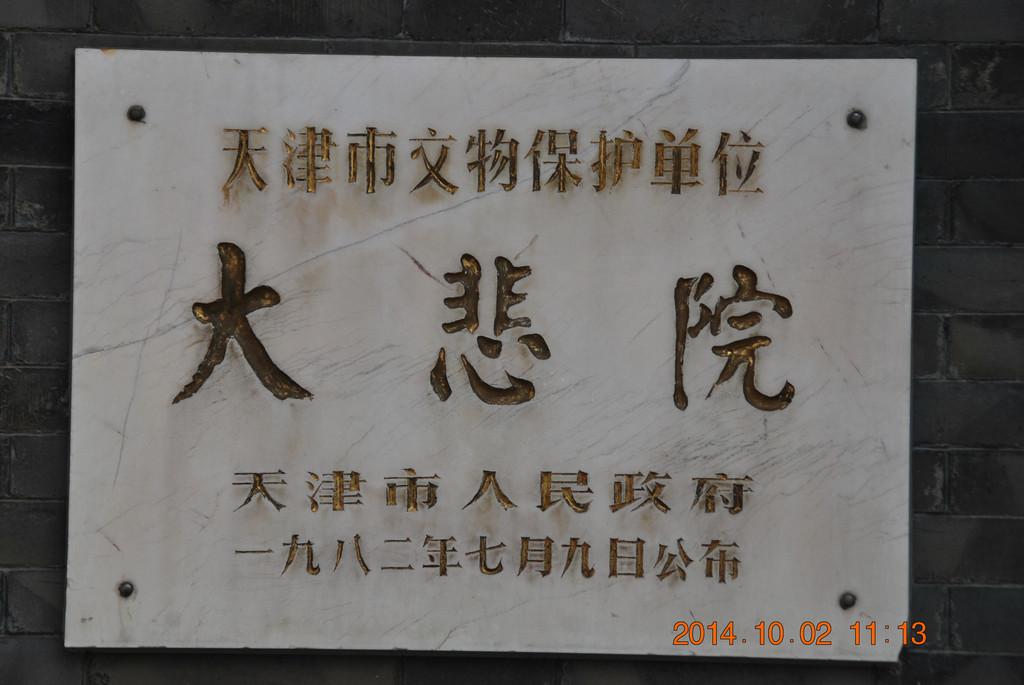 天津市文物保护单位
大悲院
天津市人民政府
一九八二年七月九日公布
2014.10.02 11:13